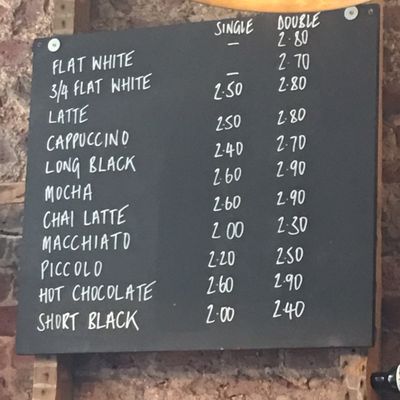 SINGLE DOUBLE
FLAT WHITE — 2.80
3/4 FLAT WHITE — 2.70
LATTE 2.50 2.80
CAPPUCCINO 2.50 2.80
LONG BLACK 2.40 2.70
MOCHA 2.60 2.90
CHAI LATTE 2.60 2.90
MACCHIATO 2.00 2.30
PICCOLO 2.20 2.50
HOT CHOCOLATE 2.60 2.90
SHORT BLACK 2.00 2.40